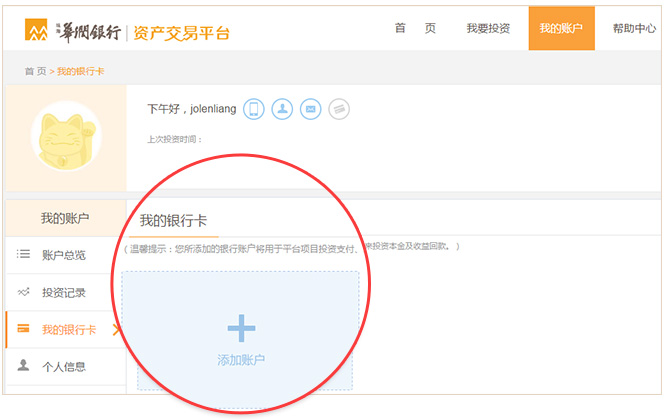 珠海 華潤銀行 | 资产交易平台
首 页 我要投资 我的账户 帮助中心
首 页 > 我的银行卡
下午好，jolenliang
上次投资时间：
我的账户
我的银行卡
账户总览
（ 温馨提示：您所添加的银行账户将用于平台项目投资支付、
来投资本金及收益回款。）
投资记录
我的银行卡
添加账户
个人信息